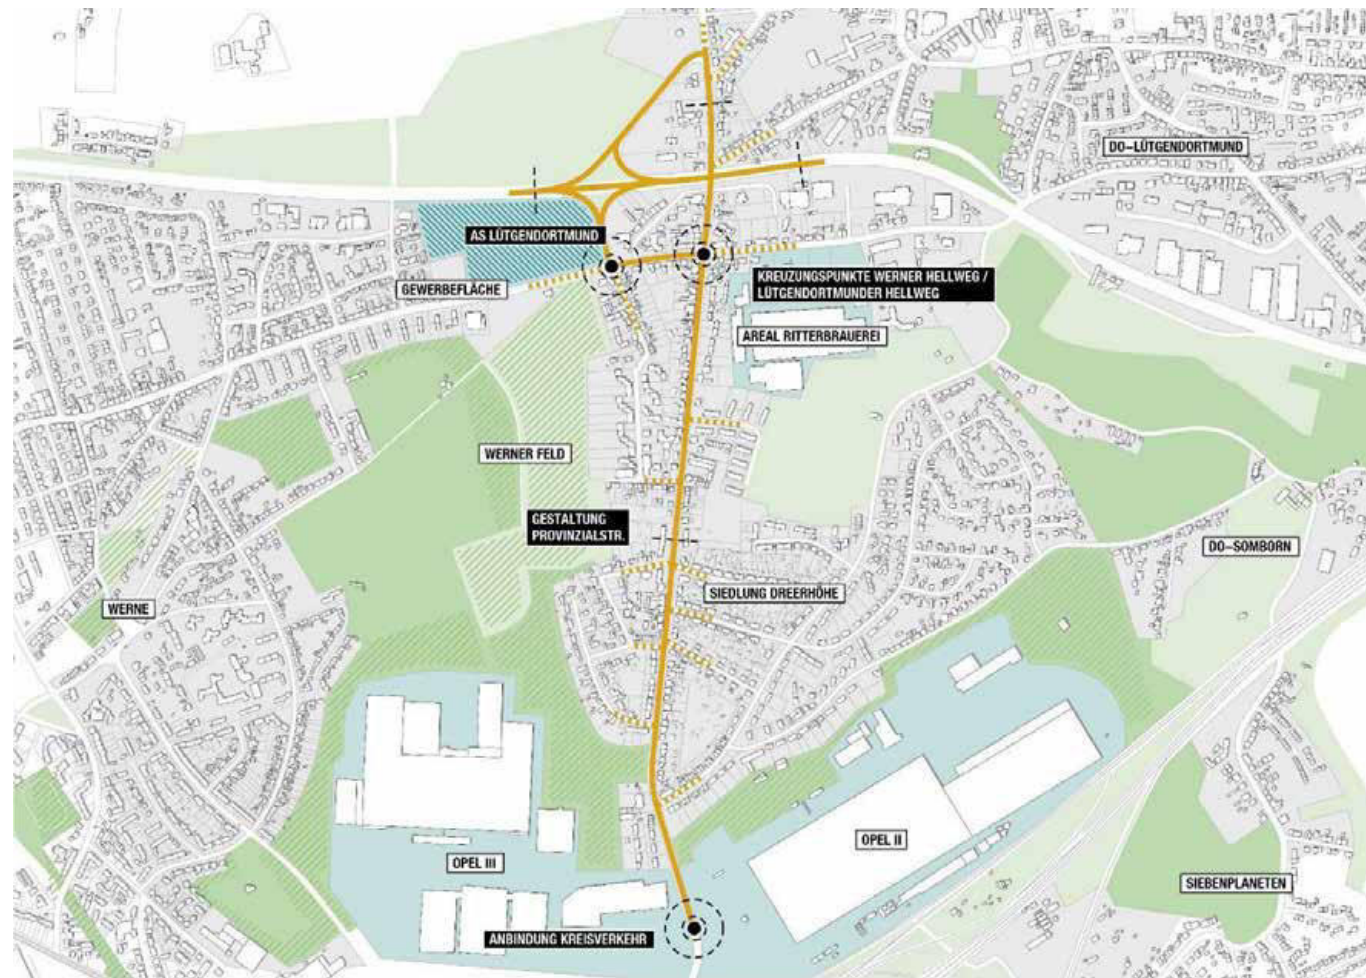 DO–LÜTGENDORTMUND
AS LÜTGENDORTMUND
GEWERBEFLÄCHE
KREUZUNGSPUNKTE WERNER HELLWEG /
LÜTGENDORTMUNDER HELLWEG
AREAL RITTERBRAUEREI
WERNER FELD
GESTALTUNG
PROVINZIALSTR.
DO–SOMBORN
SIEDLUNG DREERHÖHE
WERNE
OPEL II
OPEL III
SIEBENPLANETEN
ANBINDUNG KREISVERKEHR